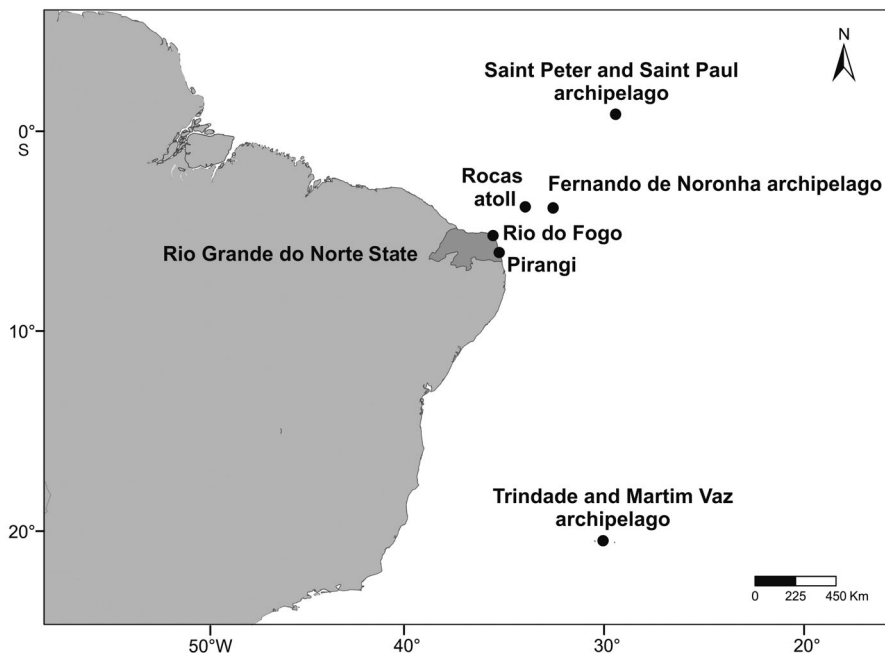 N
Saint Peter and Saint Paul
archipelago
0°
S
Rocas
atoll
Fernando de Noronha archipelago
Rio do Fogo
Rio Grande do Norte State
Pirangi
10°
Trindade and Martim Vaz
archipelago
20°
0 225 450 Km
50°W 40° 30° 20°